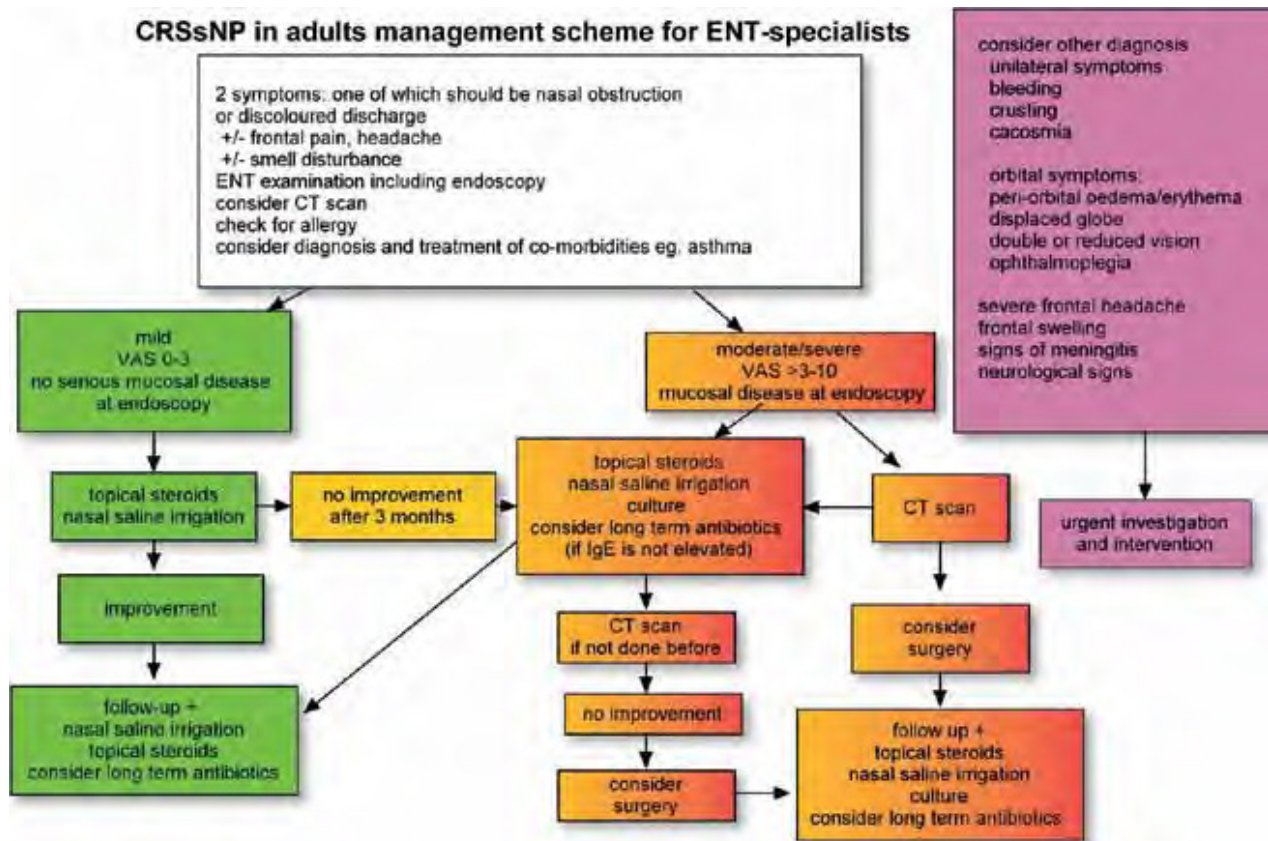 CRSsNP in adults management scheme for ENT-specialists
2 symptoms: one of which should be nasal obstruction
or discoloured discharge
+/- frontal pain, headache
+/- smell disturbance
ENT examination including endoscopy
consider CT scan
check for allergy
consider diagnosis and treatment of co-morbidities eg. asthma
consider other diagnosis
unilateral symptoms
bleeding
crusting
cacosmia
orbital symptoms:
peri-orbital oedema/erythema
displaced globe
double or reduced vision
ophthalmoplegia
severe frontal headache
frontal swelling
signs of meningitis
neurological signs
mild
VAS 0-3
no serious mucosal disease
at endoscopy
moderate/severe
VAS >3-10
mucosal disease at endoscopy
topical steroids
nasal saline irrigation
no improvement
after 3 months
topical steroids
nasal saline irrigation
culture
consider long term antibiotics
(if IgE is not elevated)
CT scan
urgent investigation
and intervention
improvement
CT scan
if not done before
consider
surgery
follow-up +
nasal saline irrigation
topical steroids
consider long term antibiotics
no improvement
consider
surgery
follow up +
topical steroids
nasal saline irrigation
culture
consider long term antibiotics